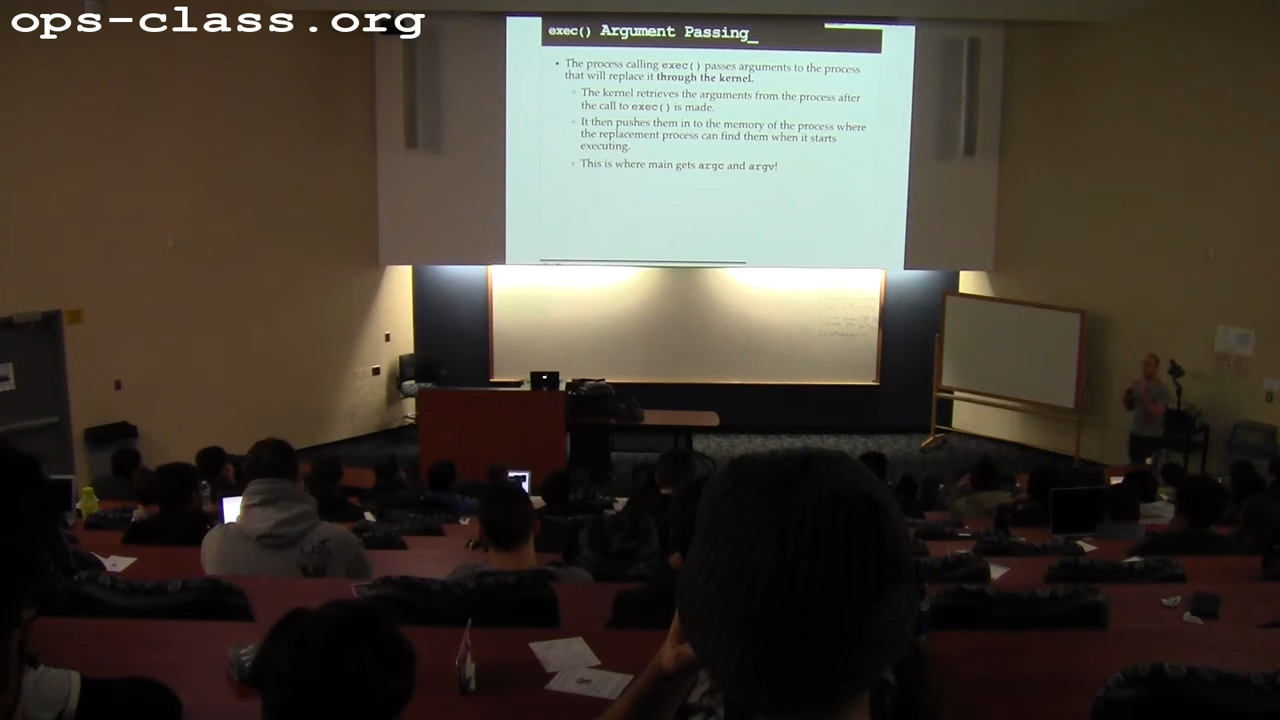 ops-class.org
exec() Argument Passing_
• The process calling exec() passes arguments to the process
that will replace it through the kernel.
The kernel retrieves the arguments from the process after
the call to exec() is made.
It then pushes them in to the memory of the process where
the replacement process can find them when it starts
executing.
This is where main gets argc and argv!